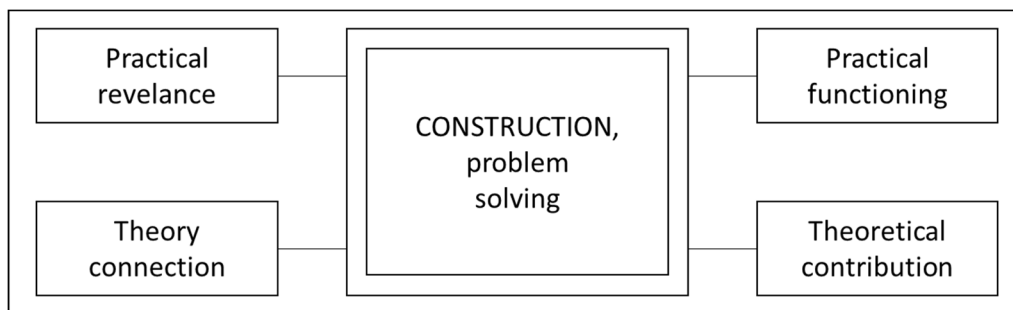 Practical
revelance
Theory
connection
CONSTRUCTION,
problem
solving
Practical
functioning
Theoretical
contribution